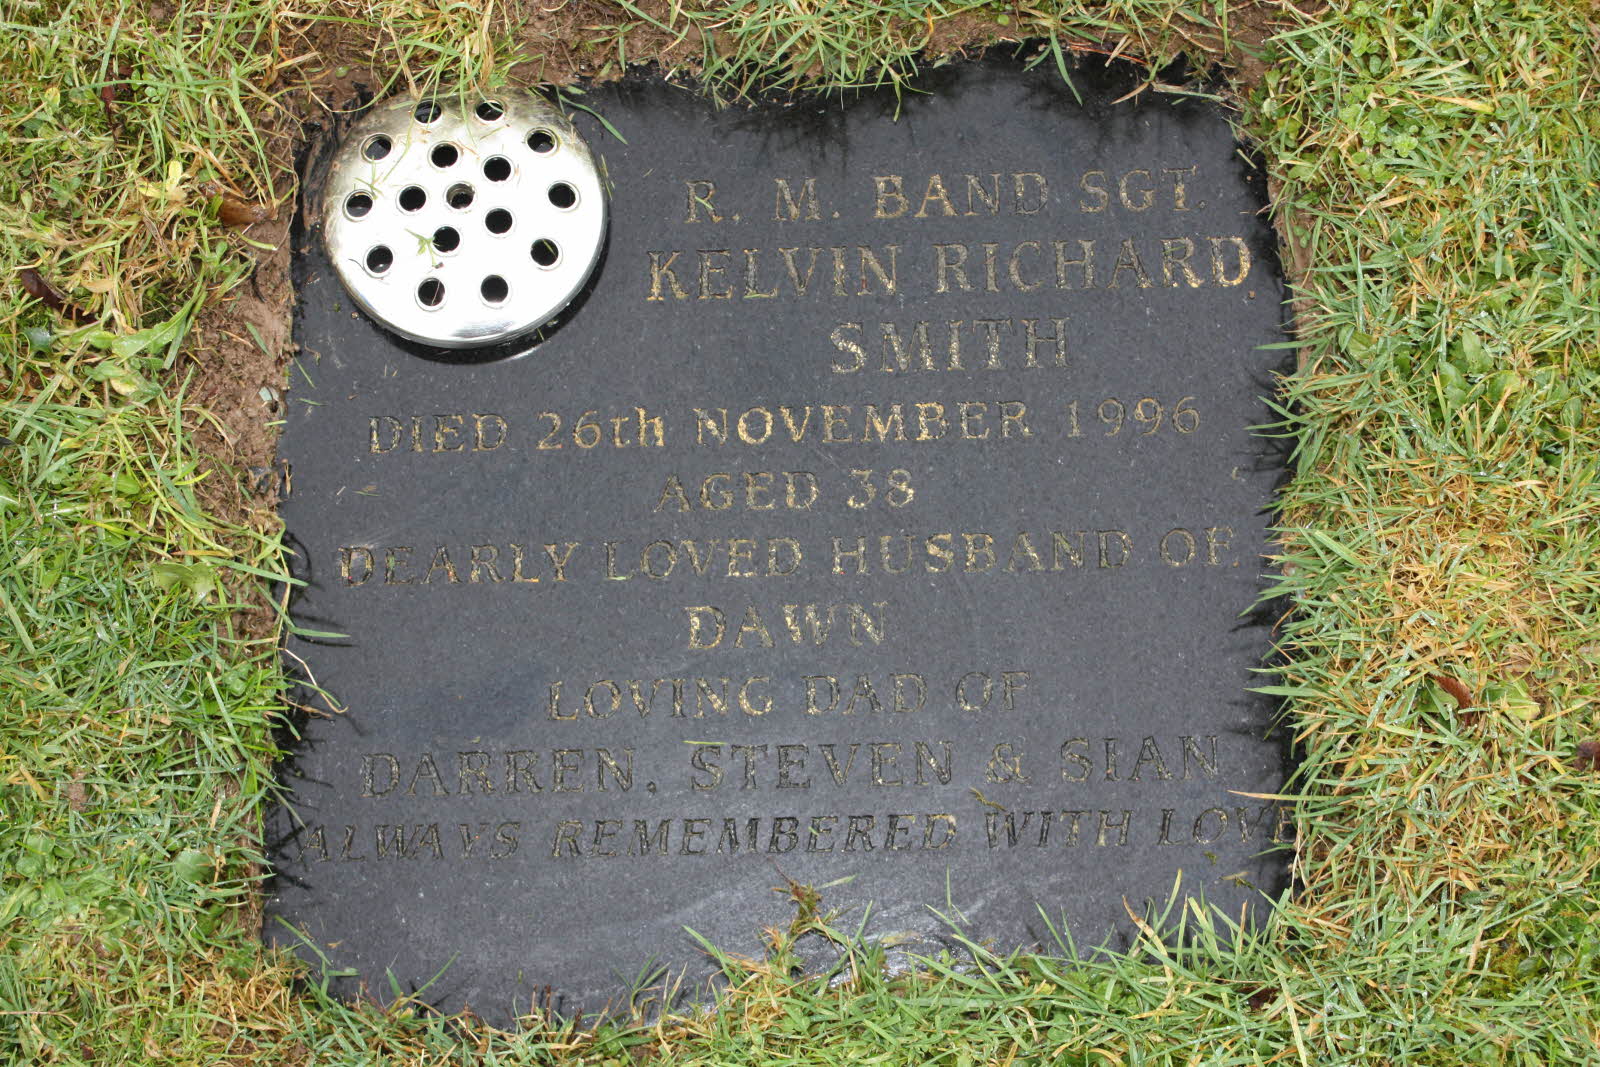 R. M. BAND SGT.
KELVIN RICHARD
SMITH
DIED 26th NOVEMBER 1996
AGED 38
DEARLY LOVED HUSBAND OF
DAWN
LOVING DAD OF
DARREN, STEVEN & SIAN
ALWAYS REMEMBERED WITH LOVE